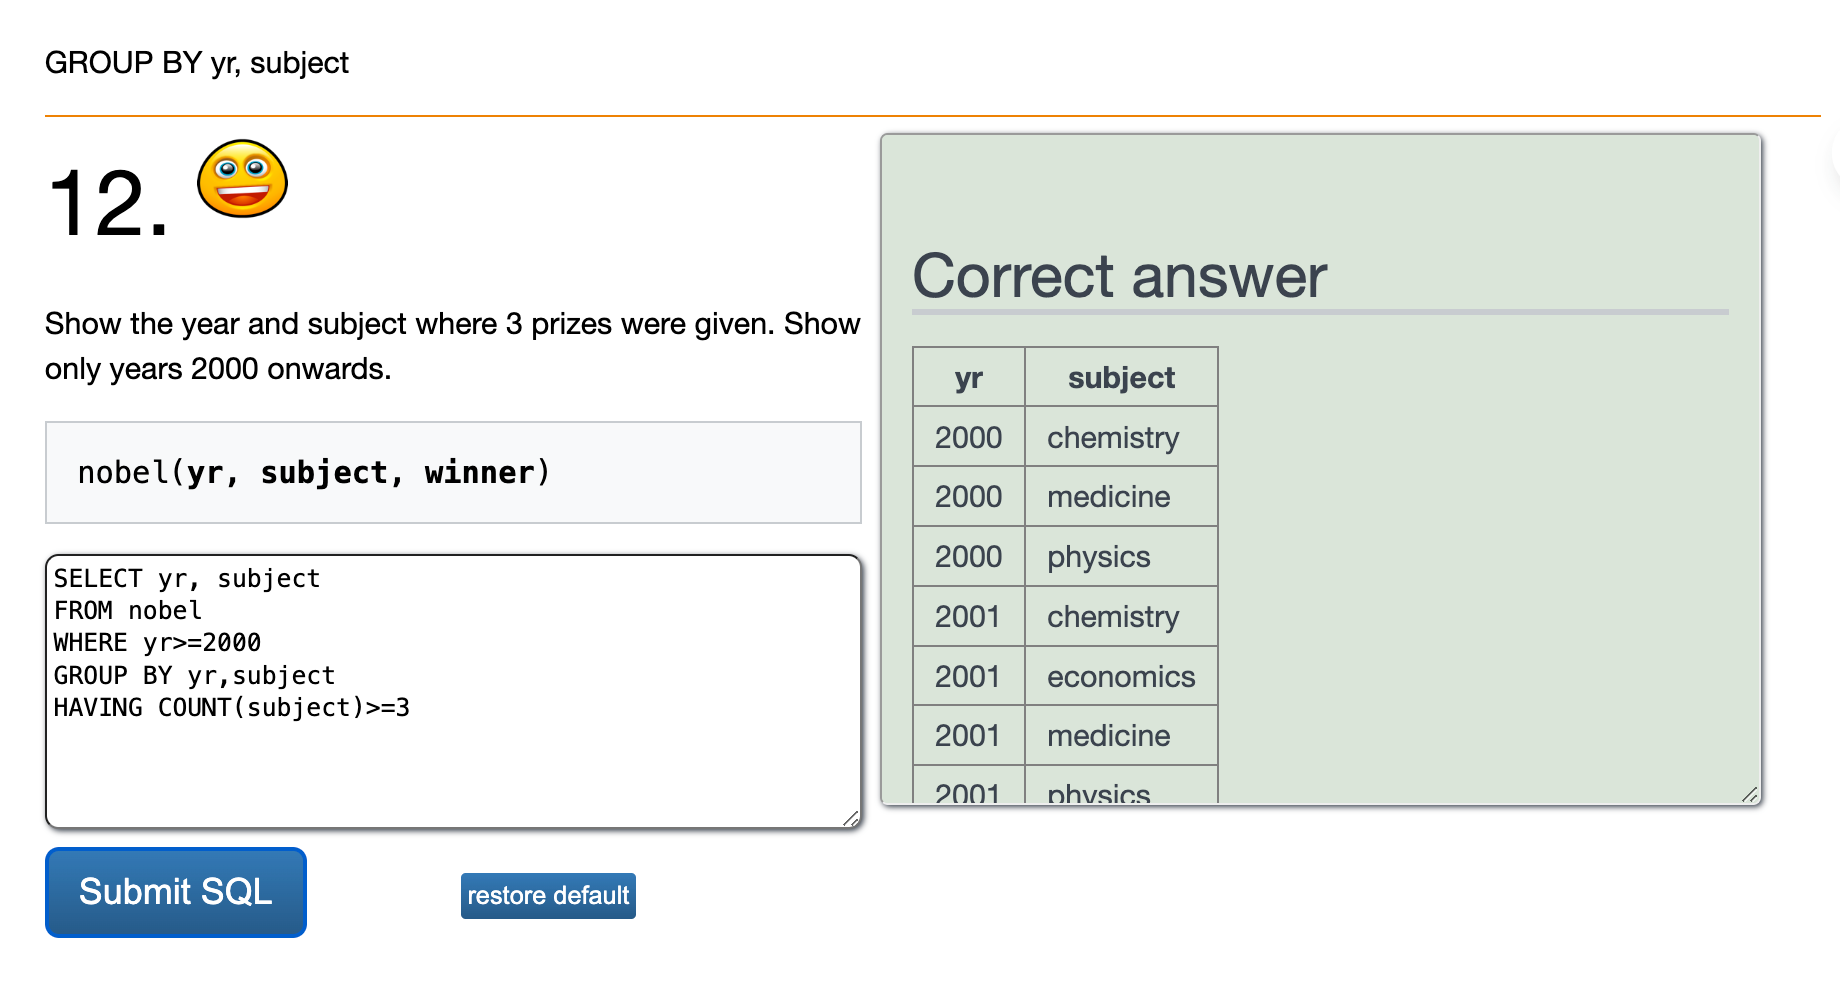 GROUP BY yr, subject
12.
Show the year and subject where 3 prizes were given. Show
only years 2000 onwards.
nobel(yr, subject, winner)
SELECT yr, subject
FROM nobel
WHERE yr>=2000
GROUP BY yr,subject
HAVING COUNT(subject)>=3
Submit SQL
restore default
Correct answer
yr subject
2000 chemistry
2000 medicine
2000 physics
2001 chemistry
2001 economics
2001 medicine
2001 physics